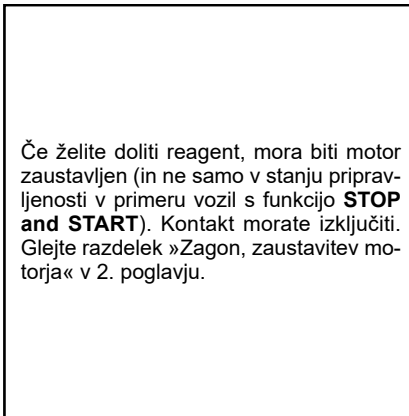 Če želite doliti reagent, mora biti motor
zaustavljen (in ne samo v stanju priprav-
ljenosti v primeru vozil s funkcijo STOP
and START). Kontakt morate izključiti.
Glejte razdelek »Zagon, zaustavitev mo-
torja« v 2. poglavju.